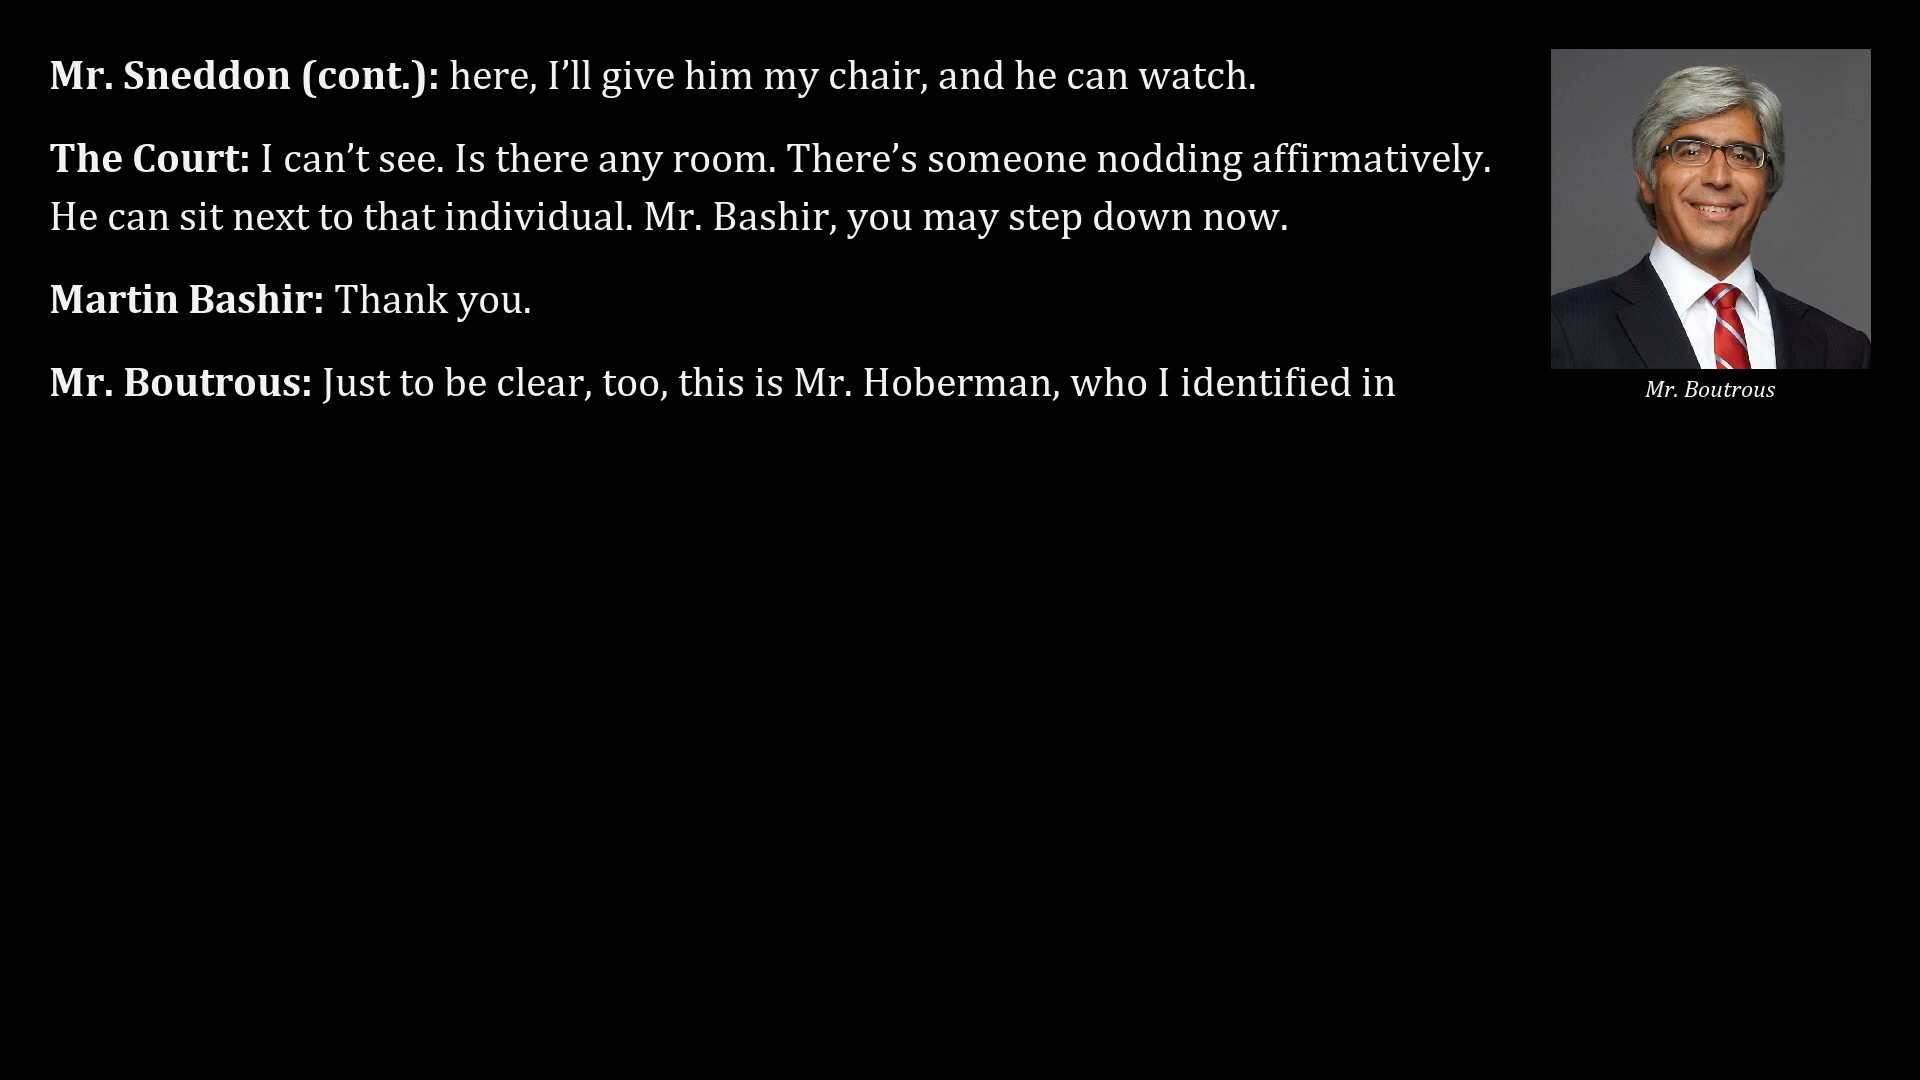 Mr. Sneddon (cont.): here, I’ll give him my chair, and he can watch.
The Court: I can’t see. Is there any room. There’s someone nodding affirmatively.
He can sit next to that individual. Mr. Bashir, you may step down now.
Martin Bashir: Thank you.
Mr. Boutrous: Just to be clear, too, this is Mr. Hoberman, who I identified in
Mr. Boutrous